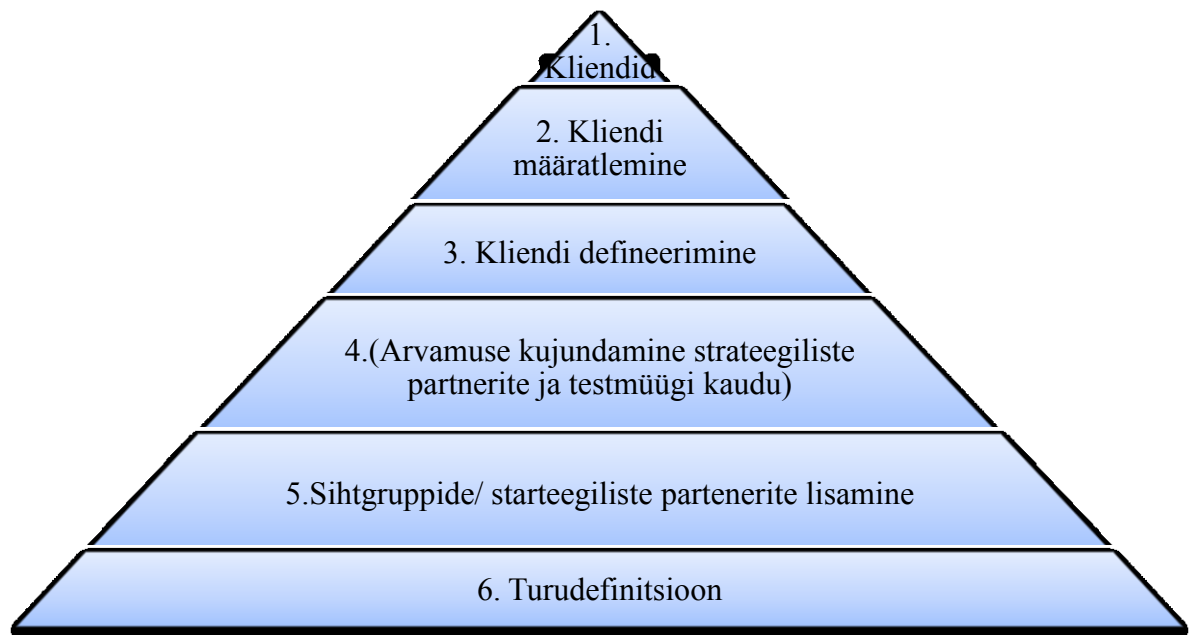 1.
Kliendid
2. Kliendi
määratlemine
3. Kliendi defineerimine
4.(Arvamuse kujundamine strateegiliste
partnerite ja testmüügi kaudu)
5.Sihtgruppide/ starteegiliste partenerite lisamine
6. Turudefinitsioon